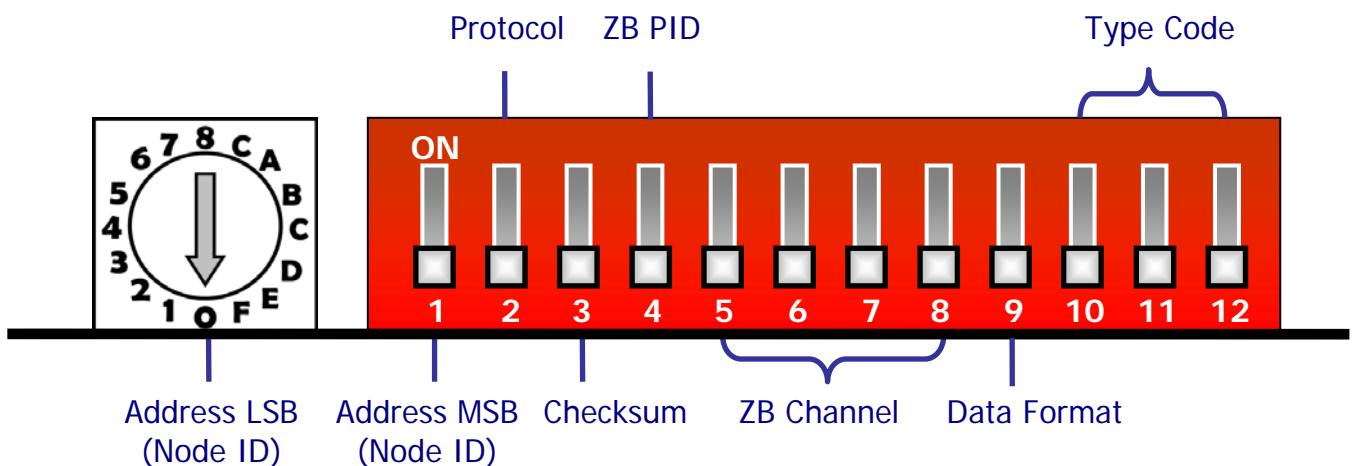 Protocol ZB PID Type Code
ON
8
7 C
6 A
5 B
4 C
3 D
2 E
1 O F
1 2 3 4 5 6 7 8 9 10 11 12
Address LSB Address MSB Checksum ZB Channel Data Format
(Node ID) (Node ID)